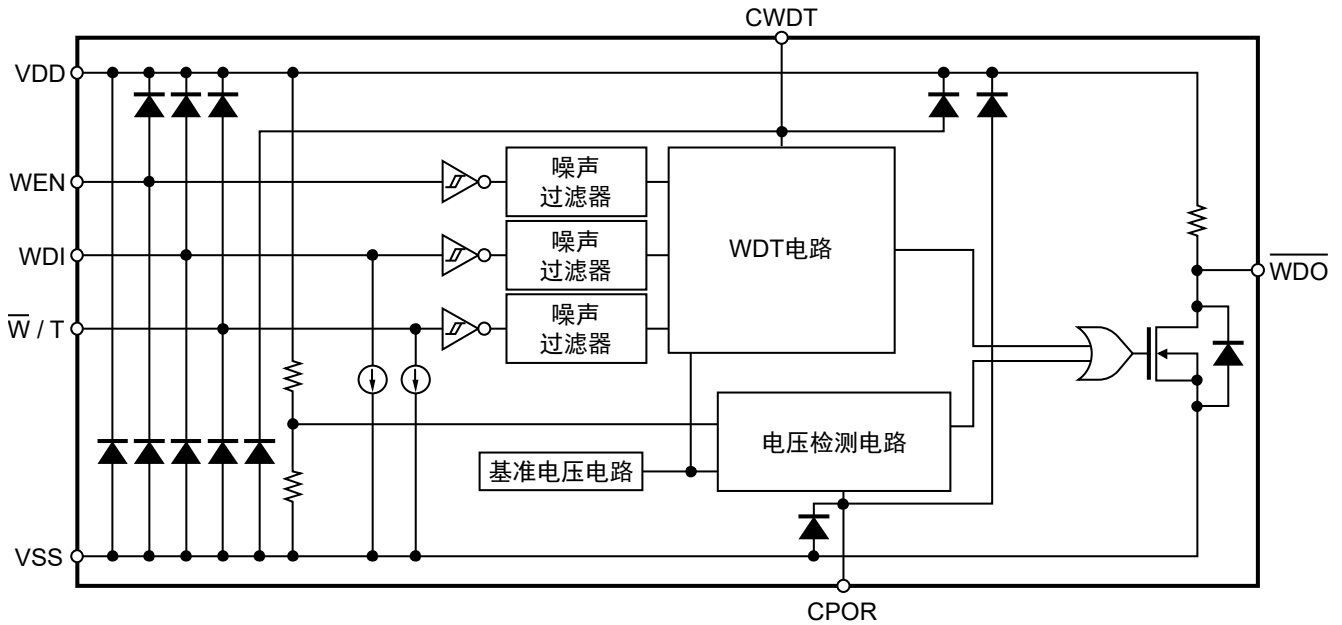 CWDT
VDD
WEN
噪声
过滤器
WDI
噪声
过滤器
WDT电路
W̅ / T
噪声
过滤器
W̅D̅O̅
电压检测电路
基准电压电路
VSS
CPOR